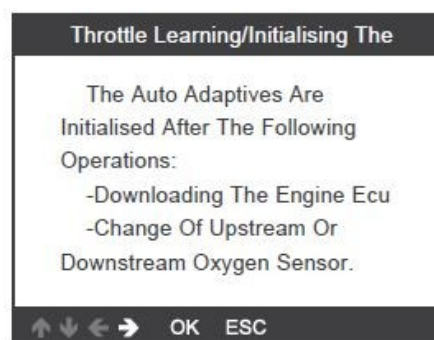 Throttle Learning/Initialising The
The Auto Adaptives Are
Initialised After The Following
Operations:
-Downloading The Engine Ecu
-Change Of Upstream Or
Downstream Oxygen Sensor.
OK ESC